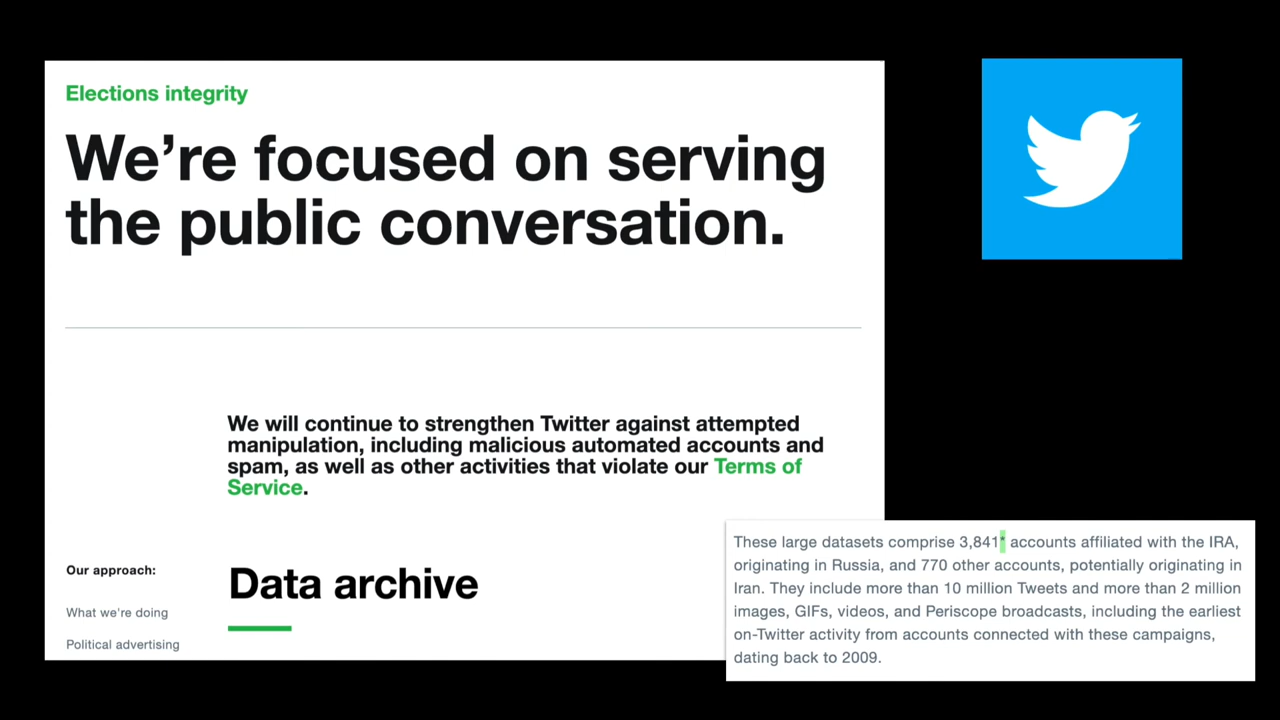 Elections integrity
We’re focused on serving
the public conversation.
We will continue to strengthen Twitter against attempted
manipulation, including malicious automated accounts and
spam, as well as other activities that violate our Terms of
Service.
Our approach:
What we're doing
Political advertising
Data archive
These large datasets comprise 3,841* accounts affiliated with the IRA,
originating in Russia, and 770 other accounts, potentially originating in
Iran. They include more than 10 million Tweets and more than 2 million
images, GIFs, videos, and Periscope broadcasts, including the earliest
on-Twitter activity from accounts connected with these campaigns,
dating back to 2009.